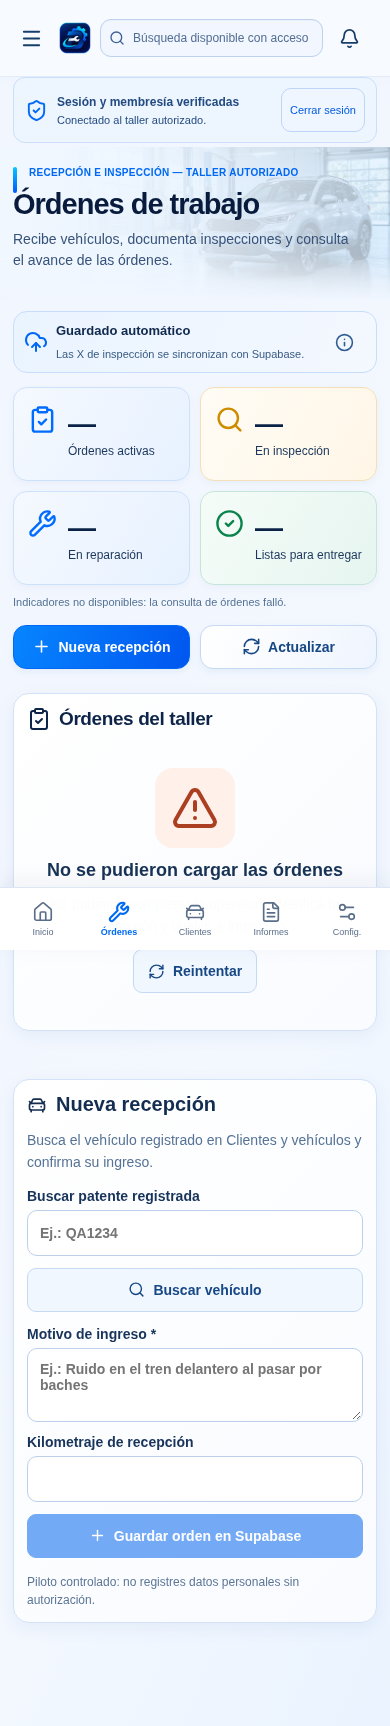 Búsqueda disponible con acceso
Sesión y membresía verificadas
Conectado al taller autorizado.
Cerrar sesión
RECEPCIÓN E INSPECCIÓN — TALLER AUTORIZADO
Órdenes de trabajo
Recibe vehículos, documenta inspecciones y consulta
el avance de las órdenes.
Guardado automático
Las X de inspección se sincronizan con Supabase.
—
Órdenes activas
—
En inspección
—
En reparación
—
Listas para entregar
Indicadores no disponibles: la consulta de órdenes falló.
Nueva recepción
Actualizar
Órdenes del taller
No se pudieron cargar las órdenes
Inicio
Órdenes
Clientes
Informes
Config.
Reintentar
Nueva recepción
Busca el vehículo registrado en Clientes y vehículos y
confirma su ingreso.
Buscar patente registrada
Ej.: QA1234
Buscar vehículo
Motivo de ingreso *
Ej.: Ruido en el tren delantero al pasar por
baches
Kilometraje de recepción
Guardar orden en Supabase
Piloto controlado: no registres datos personales sin
autorización.